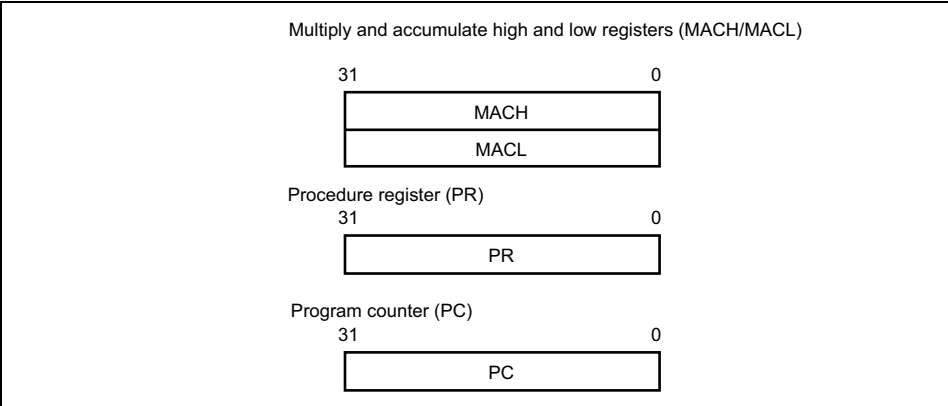 Multiply and accumulate high and low registers (MACH/MACL)
31 0
MACH
MACL
Procedure register (PR)
31 0
PR
Program counter (PC)
31 0
PC